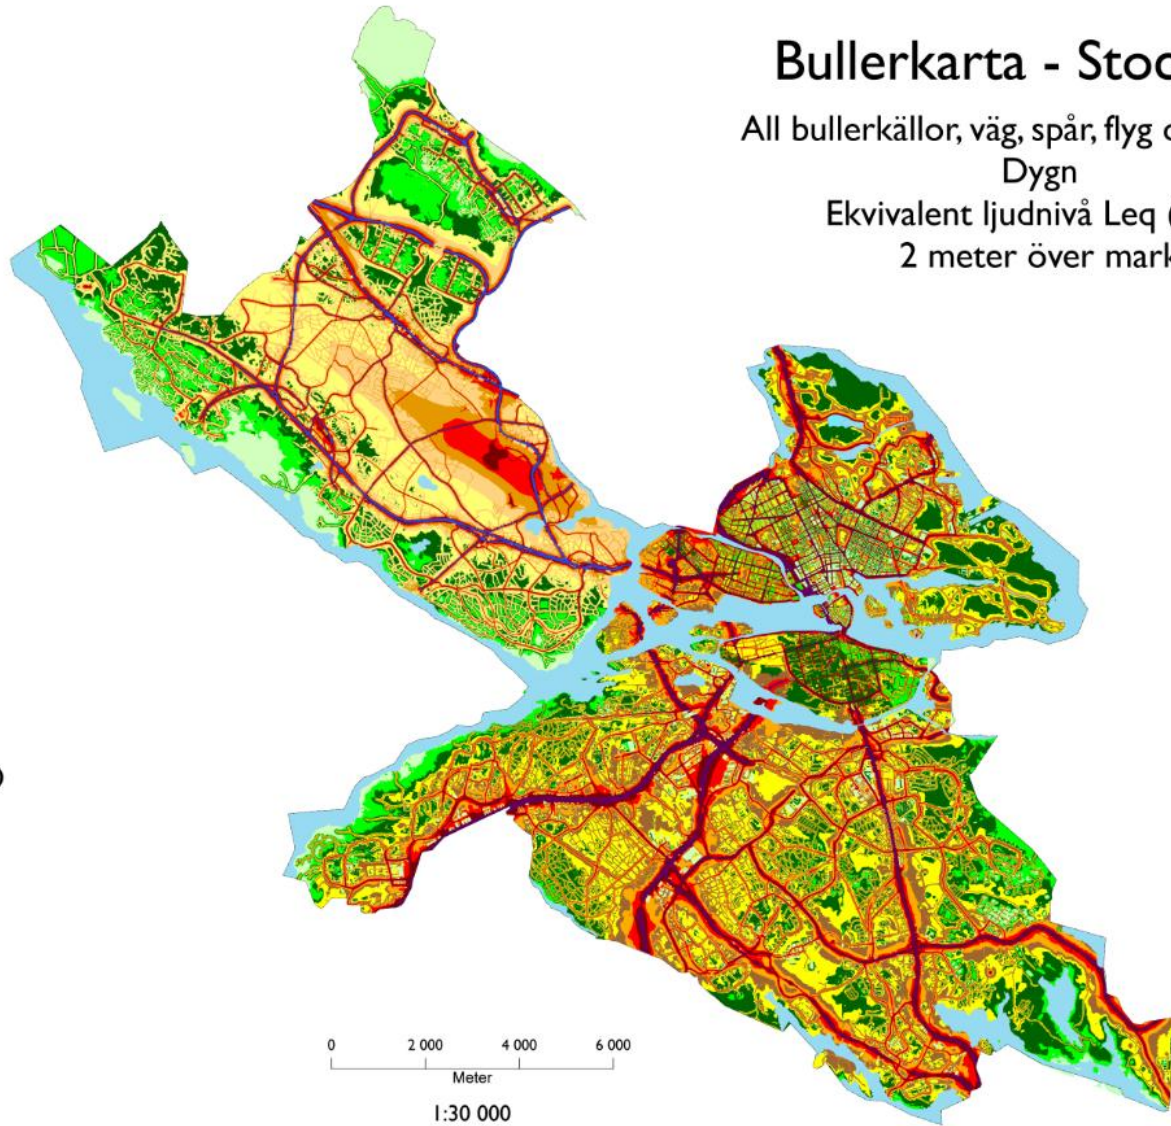 Bullerkarta - Stoc
All bullerkällor, väg, spår, flyg o
Dygn
Ekvivalent ljudnivå Leq (
2 meter över mark
0 2 000 4 000 6 000
Meter
1:30 000